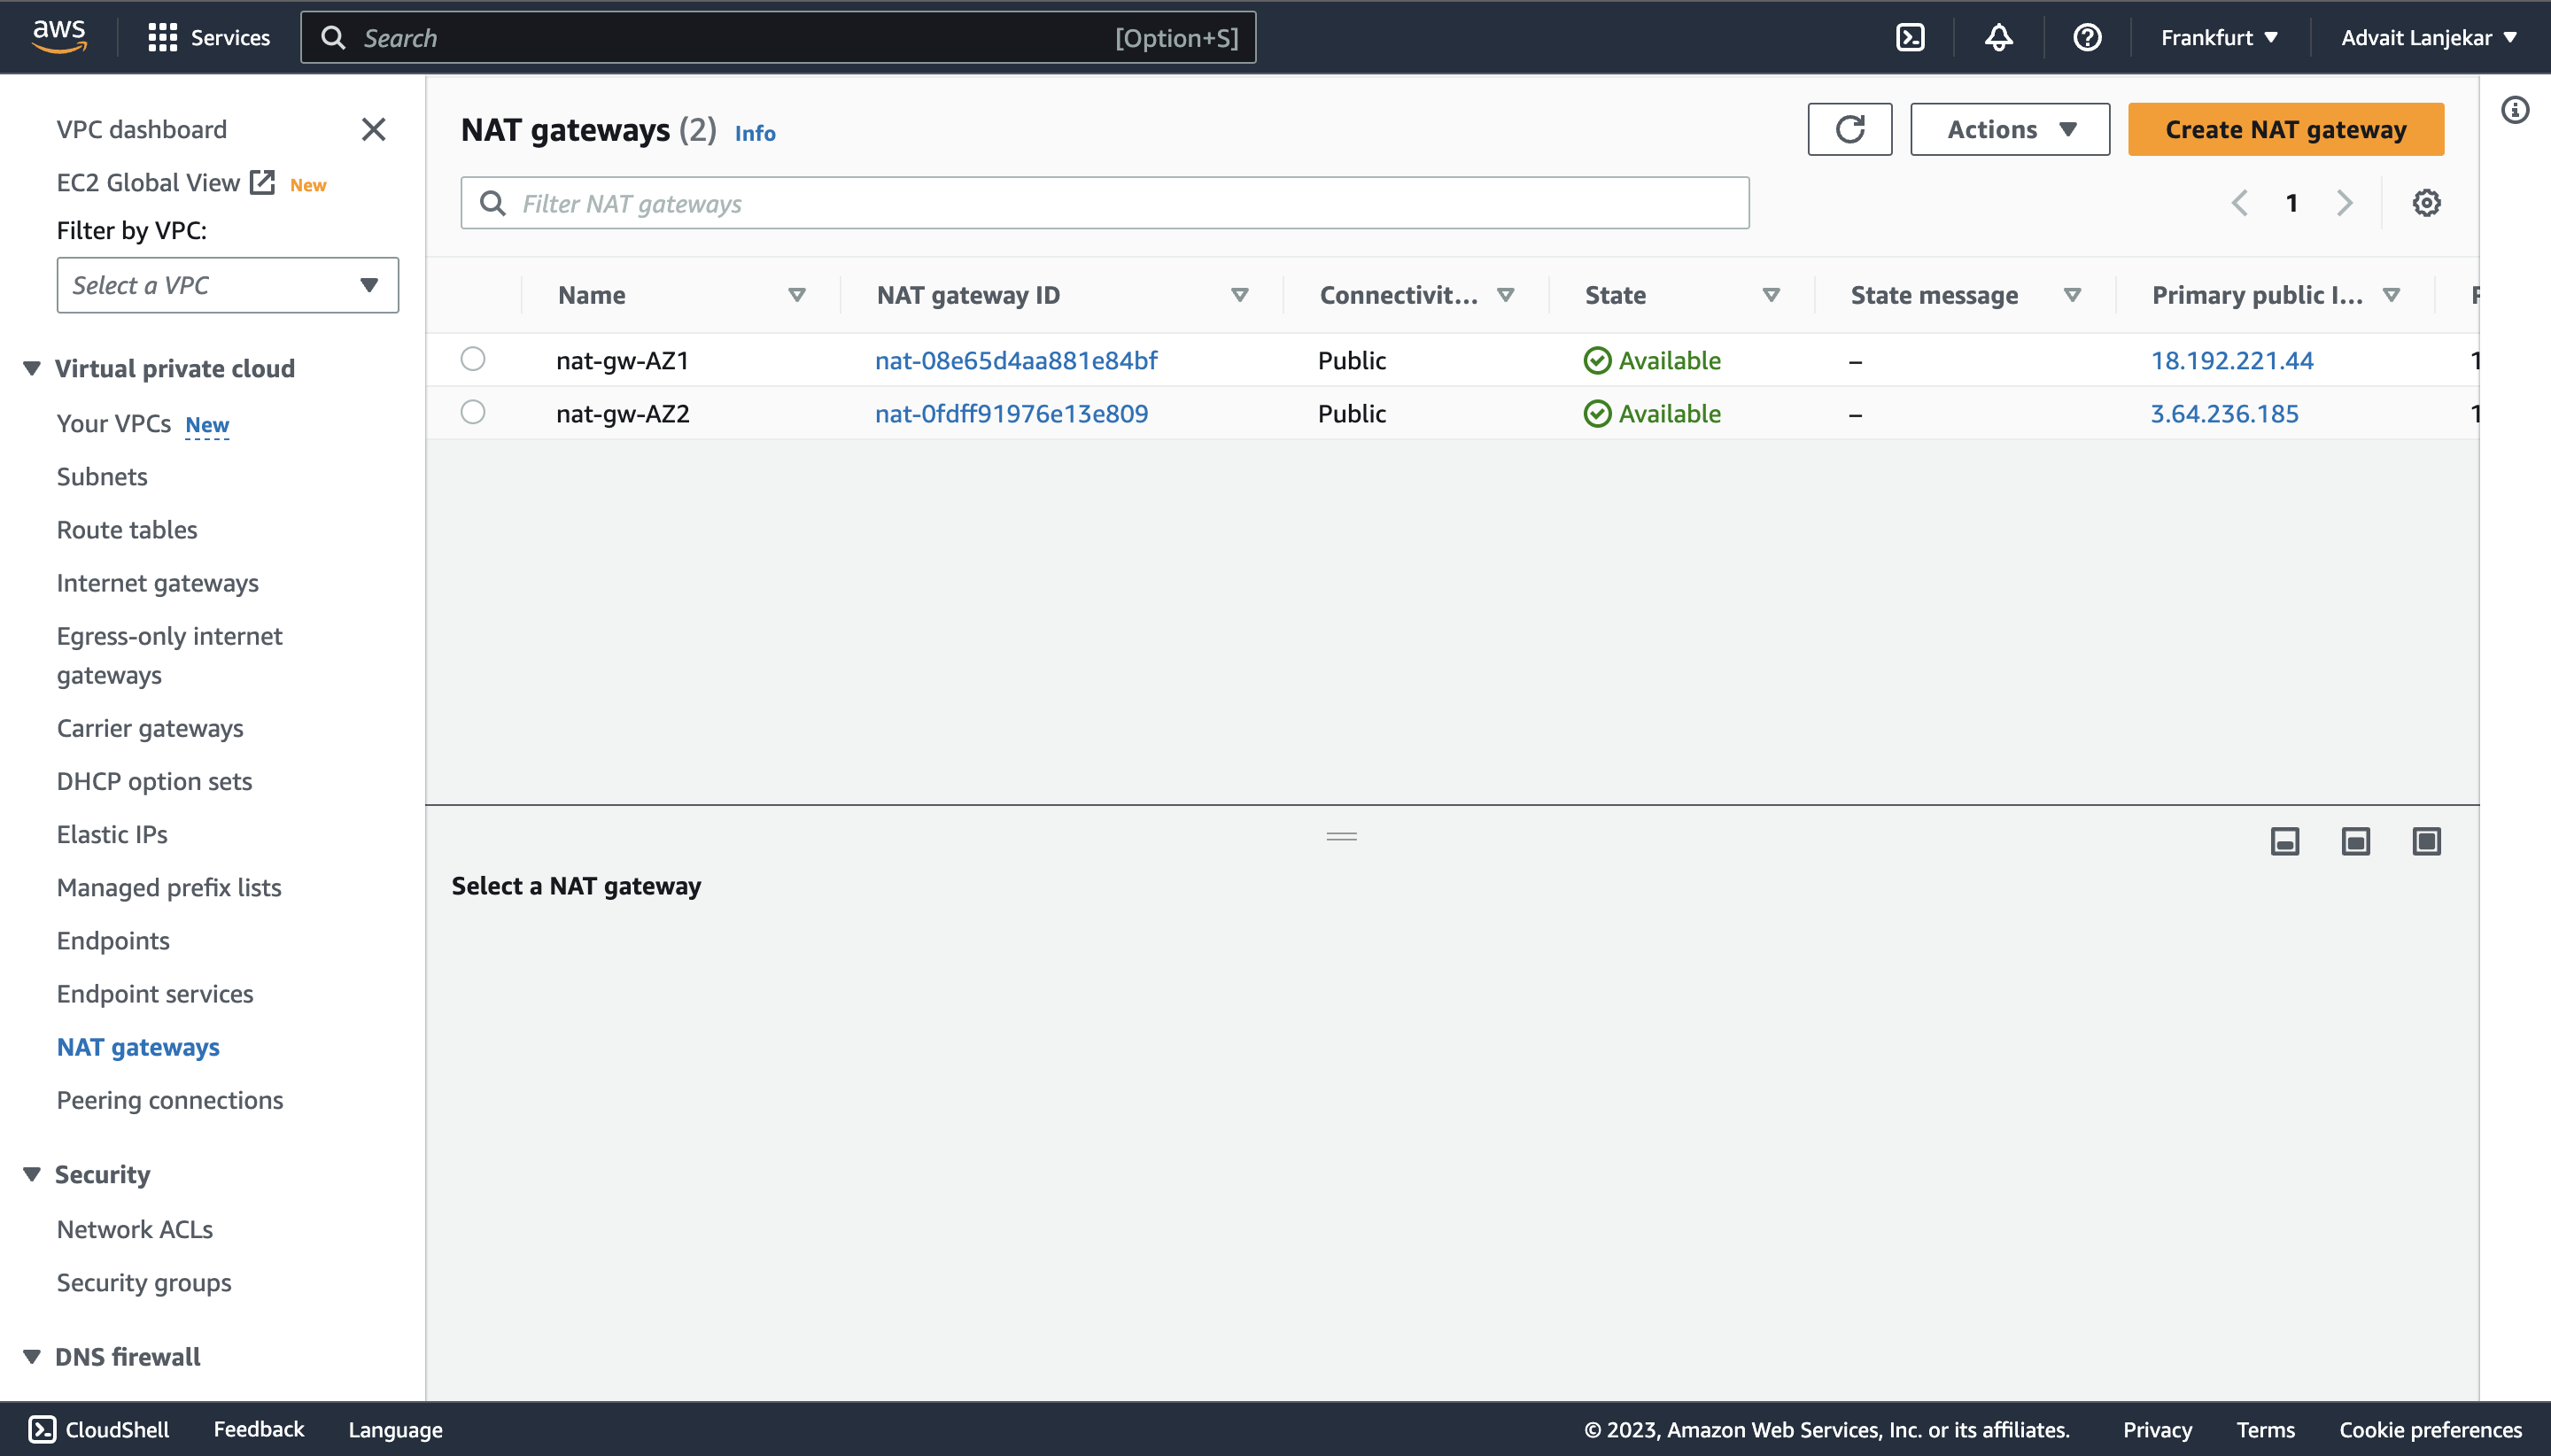 aws
Services
Search
[Option+S]
Frankfurt
Advait Lanjekar
VPC dashboard
EC2 Global View New
Filter by VPC:
Select a VPC
Virtual private cloud
Your VPCs New
Subnets
Route tables
Internet gateways
Egress-only internet
gateways
Carrier gateways
DHCP option sets
Elastic IPs
Managed prefix lists
Endpoints
Endpoint services
NAT gateways
Peering connections
Security
Network ACLs
Security groups
DNS firewall
NAT gateways (2) Info
Actions
Create NAT gateway
Filter NAT gateways
1
Name NAT gateway ID Connectivit... State State message Primary public I...
nat-gw-AZ1 nat-08e65d4aa881e84bf Public Available – 18.192.221.44
nat-gw-AZ2 nat-0fdff91976e13e809 Public Available – 3.64.236.185
Select a NAT gateway
CloudShell Feedback Language © 2023, Amazon Web Services, Inc. or its affiliates. Privacy Terms Cookie preferences